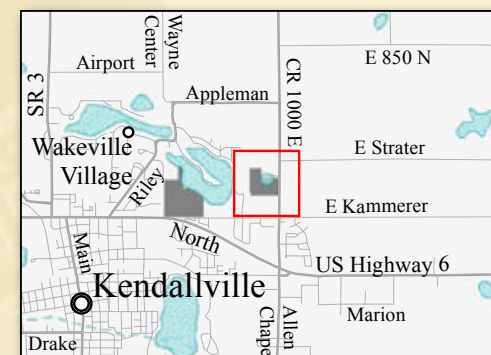 Wayne
Center
E 850 N
Airport
SR 3
Appleman
CR 1000 E
Wakeville
Village
E Strater
Riley
E Kammerer
North
Main
US Highway 6
Kendallville
Marion
Allen
Chape
Drake